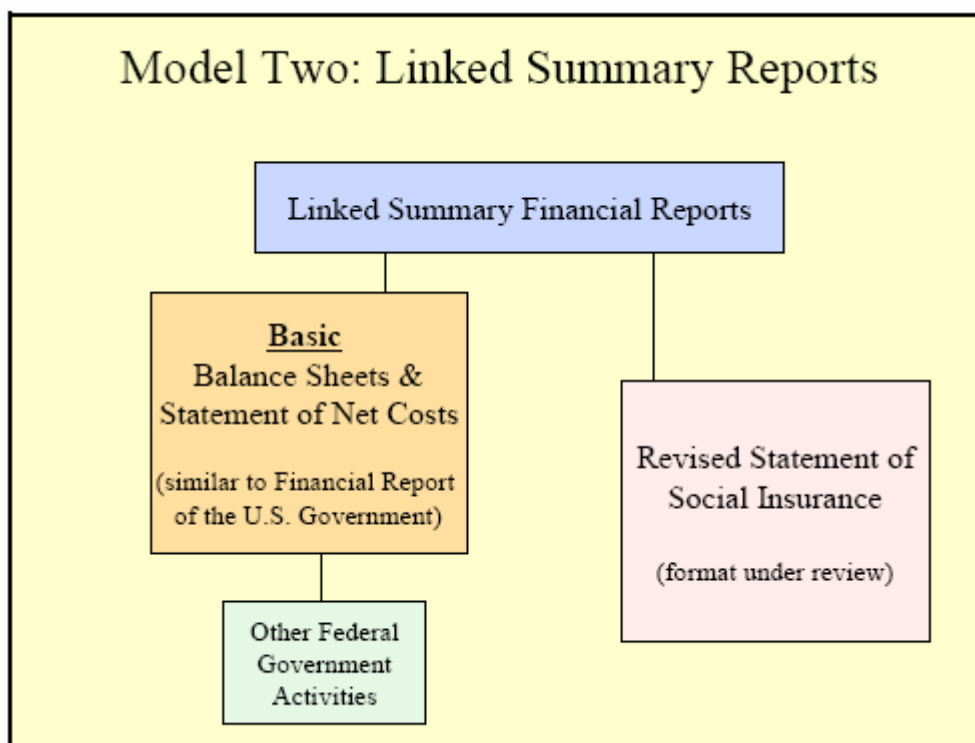 Model Two: Linked Summary Reports
Linked Summary Financial Reports
Basic
Balance Sheets &
Statement of Net Costs
(similar to Financial Report
of the U.S. Government)
Revised Statement of
Social Insurance
(format under review)
Other Federal
Government
Activities